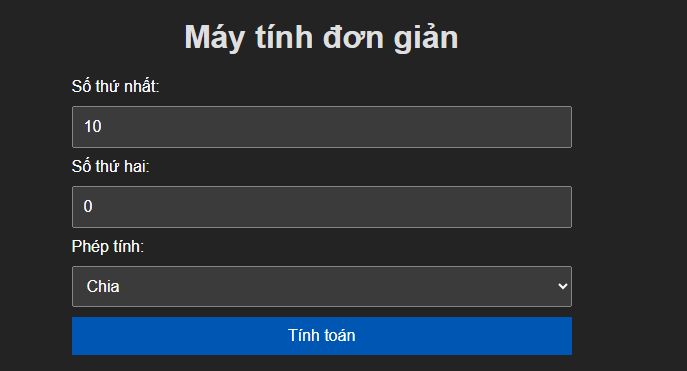 Máy tính đơn giản
Số thứ nhất:
10
Số thứ hai:
0
Phép tính:
Chia
Tính toán